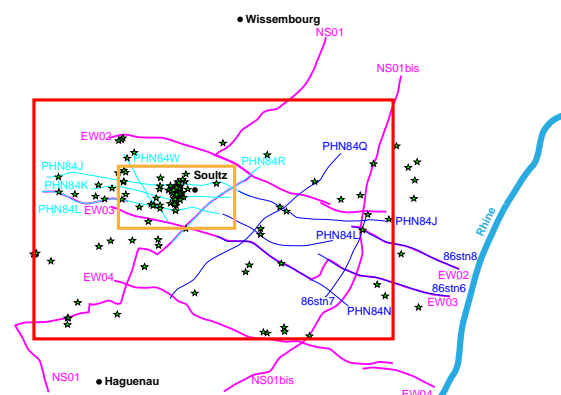 Wissembourg
NS01
NS01bis
EW02
PHN84Q
PHN84W
PHN84J
PHN84R
Soultz
PHN84K
PHN84L
EW03
PHN84J
Rhine
PHN84L
86stn8
EW04
EW02
86stn6
86stn7
EW03
PHN84N
NS01
Haguenau
NS01bis
EW04